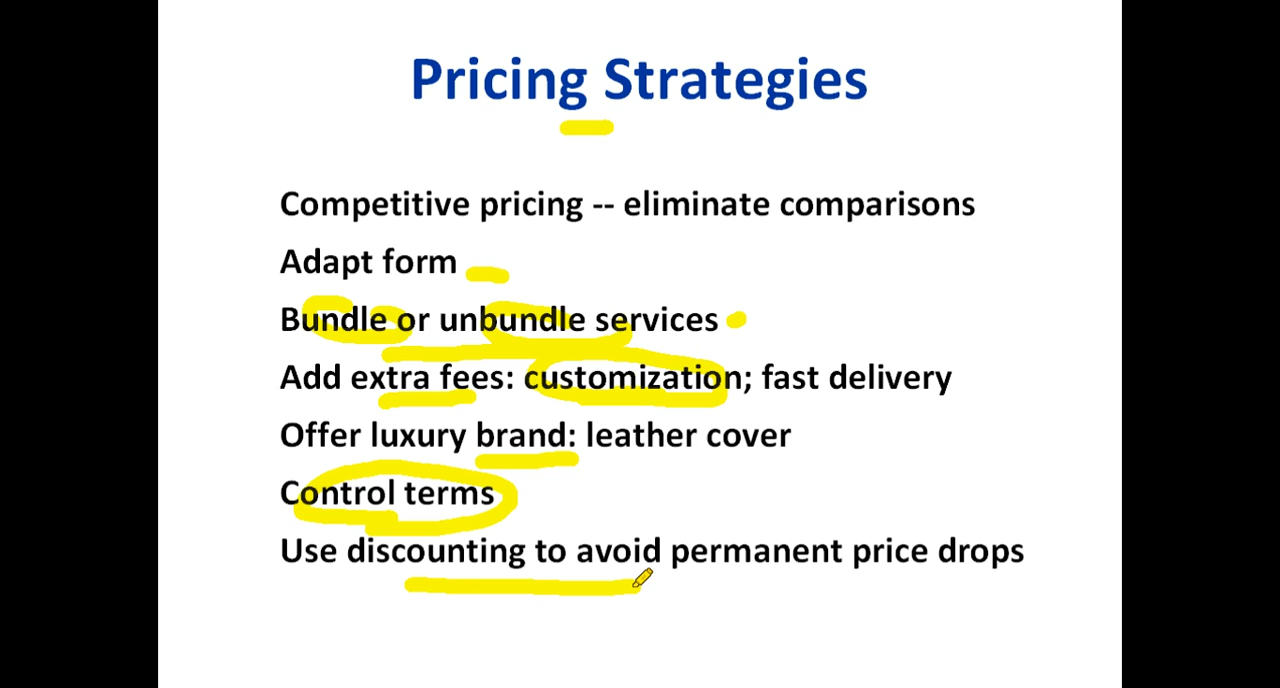 Pricing Strategies
Competitive pricing -- eliminate comparisons
Adapt form
Bundle or unbundle services
Add extra fees: customization; fast delivery
Offer luxury brand: leather cover
Control terms
Use discounting to avoid permanent price drops